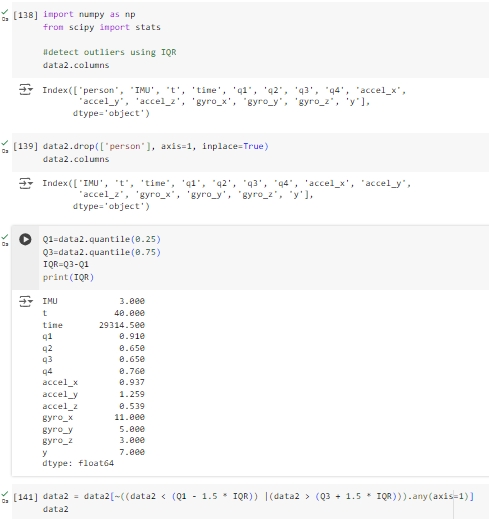 [138] import numpy as np
from scipy import stats
#detect outliers using IQR
data2.columns
Index(['person', 'IMU', 't', 'time', 'q1', 'q2', 'q3', 'q4', 'accel_x',
'accel_y', 'accel_z', 'gyro_x', 'gyro_y', 'gyro_z', 'y'],
dtype='object')
[139] data2.drop(['person'], axis=1, inplace=True)
data2.columns
Index(['IMU', 't', 'time', 'q1', 'q2', 'q3', 'q4', 'accel_x', 'accel_y',
'accel_z', 'gyro_x', 'gyro_y', 'gyro_z', 'y'],
dtype='object')
Q1=data2.quantile(0.25)
Q3=data2.quantile(0.75)
IQR=Q3-Q1
print(IQR)
IMU 3.000
t 40.000
time 29314.500
q1 0.910
q2 0.650
q3 0.650
q4 0.760
accel_x 0.937
accel_y 1.259
accel_z 0.539
gyro_x 11.000
gyro_y 5.000
gyro_z 3.000
y 7.000
dtype: float64
[141] data2 = data2[~((data2 < (Q1 - 1.5 * IQR)) |(data2 > (Q3 + 1.5 * IQR))).any(axis=1)]
data2